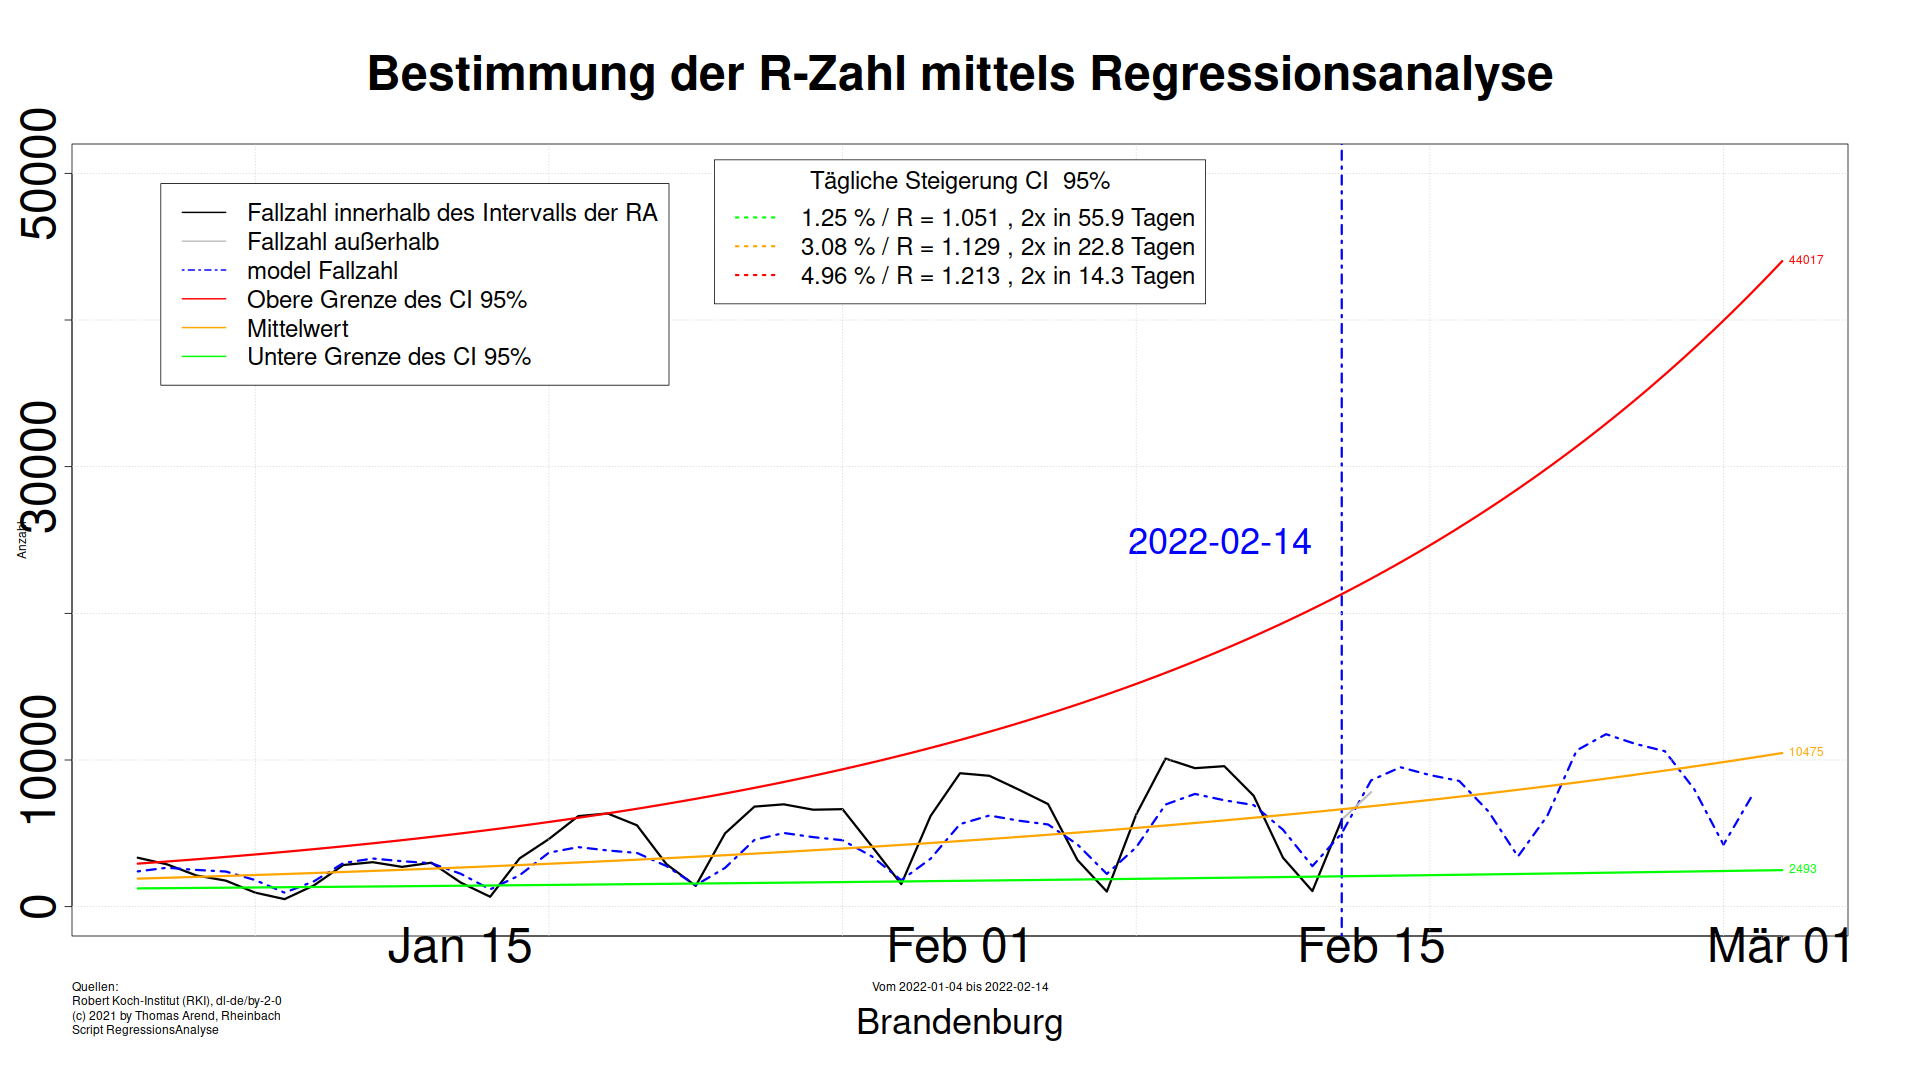 Bestimmung der R-Zahl mittels Regressionsanalyse
50000
30000
10000
0
Anzahl
Fallzahl innerhalb des Intervalls der RA
Fallzahl außerhalb
model Fallzahl
Obere Grenze des CI 95%
Mittelwert
Untere Grenze des CI 95%
Tägliche Steigerung CI  95%
1.25 % / R = 1.051 , 2x in 55.9 Tagen
3.08 % / R = 1.129 , 2x in 22.8 Tagen
4.96 % / R = 1.213 , 2x in 14.3 Tagen
44017
2022-02-14
10475
2493
Jan 15
Feb 01
Feb 15
Mär 01
Quellen:
Robert Koch-Institut (RKI), dl-de/by-2-0
(c) 2021 by Thomas Arend, Rheinbach
Script RegressionsAnalyse
Vom 2022-01-04 bis 2022-02-14
Brandenburg